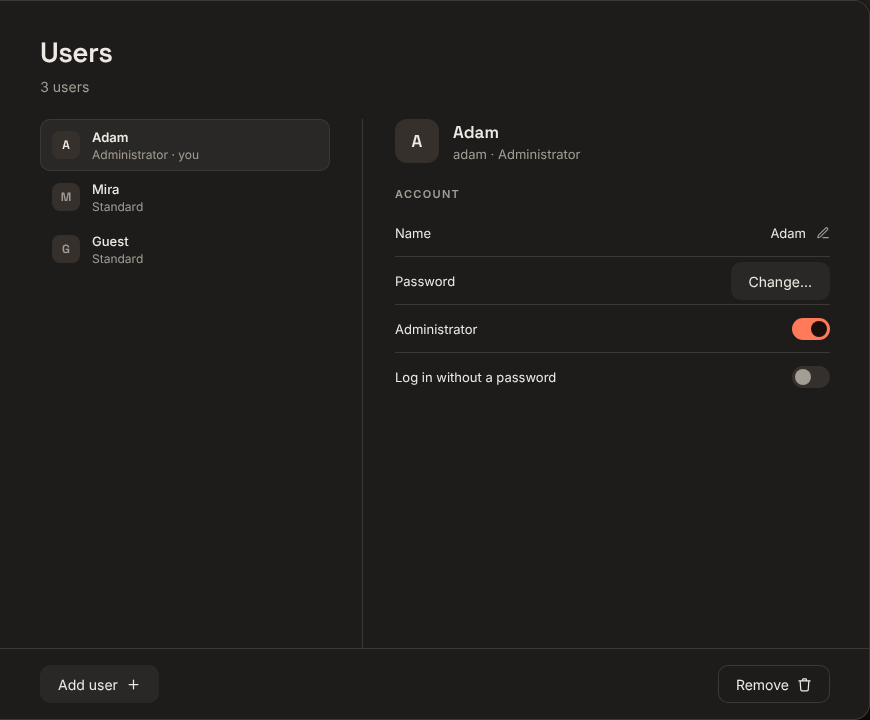 Users
3 users
A
Adam
Administrator · you
M
Mira
Standard
G
Guest
Standard
A
Adam
adam · Administrator
ACCOUNT
Name
Adam
Password
Change...
Administrator
Log in without a password
Add user +
Remove